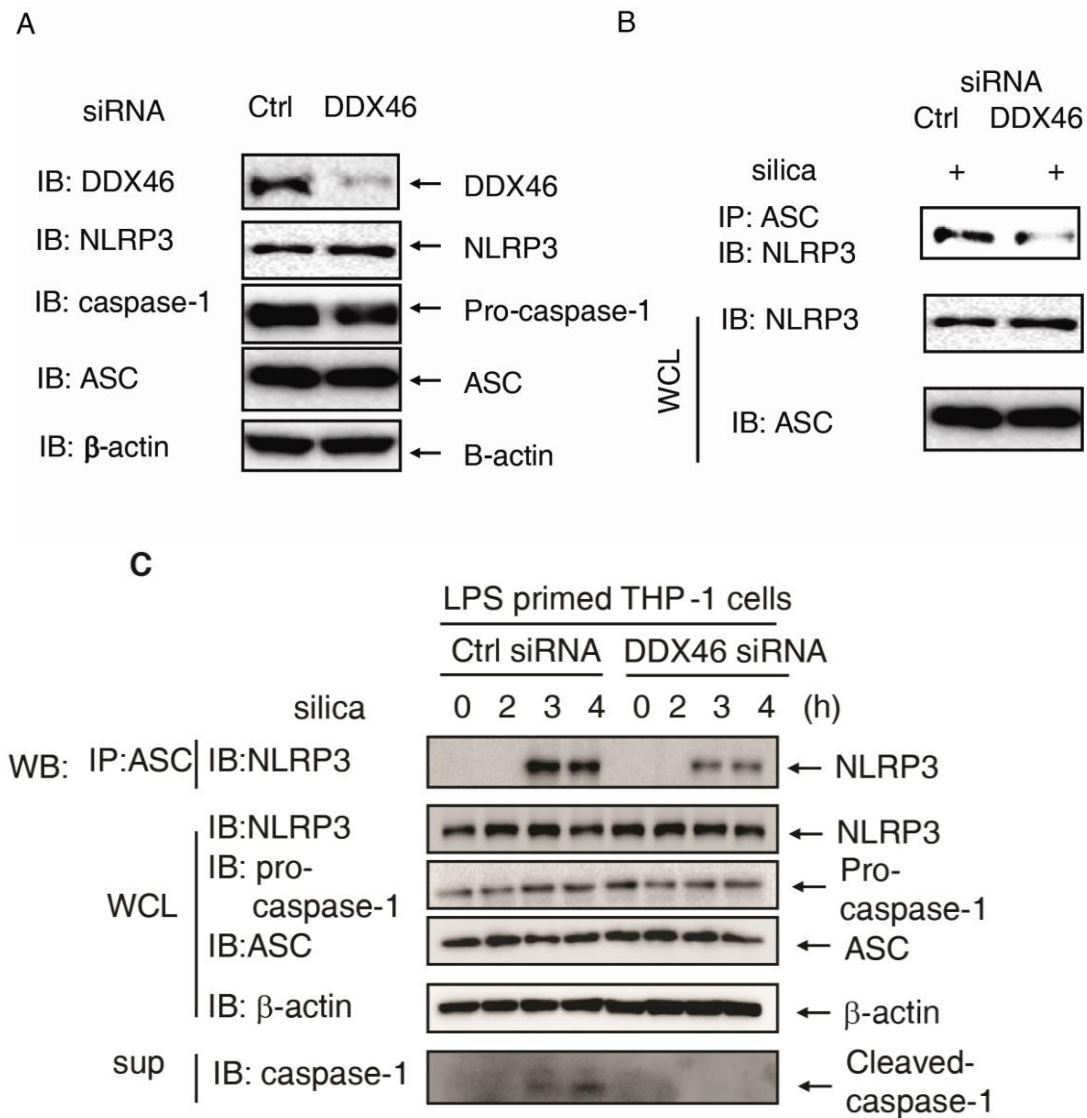 A
siRNA Ctrl DDX46
IB: DDX46 DDX46
IB: NLRP3 NLRP3
IB: caspase-1 Pro-caspase-1
IB: ASC ASC
IB: β-actin B-actin
B
siRNA
Ctrl DDX46
silica + +
IP: ASC
IB: NLRP3
WCL
IB: NLRP3
IB: ASC
C
LPS primed THP-1 cells
Ctrl siRNA DDX46 siRNA
silica 0 2 3 4 0 2 3 4 (h)
WB: IP:ASC IB:NLRP3 NLRP3
WCL
IB:NLRP3 NLRP3
IB: pro-
caspase-1
Pro-
caspase-1
IB:ASC ASC
IB: β-actin β-actin
sup IB: caspase-1
Cleaved-
caspase-1